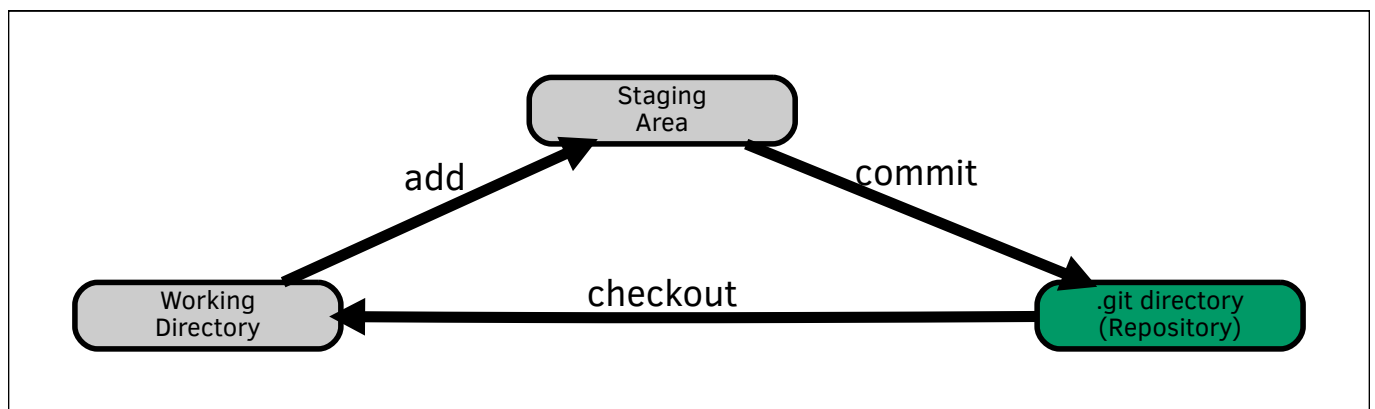 Staging
Area
add
commit
checkout
Working
Directory
.git directory
(Repository)